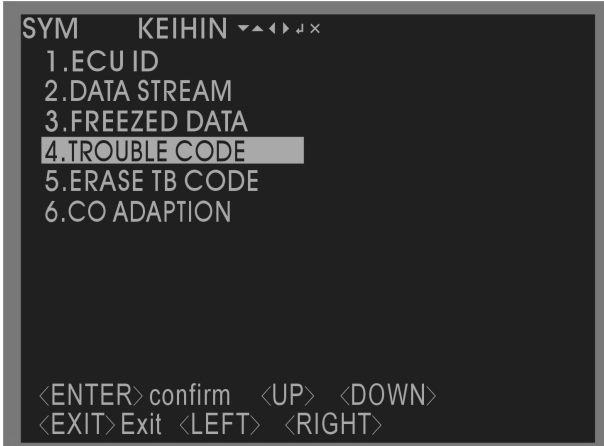 SYM KEIHIN ▾▴◂▸↲×
1.ECU ID
2.DATA STREAM
3.FREEZED DATA
4.TROUBLE CODE
5.ERASE TB CODE
6.CO ADAPTION
〈ENTER〉confirm 〈UP〉 〈DOWN〉
〈EXIT〉Exit 〈LEFT〉 〈RIGHT〉